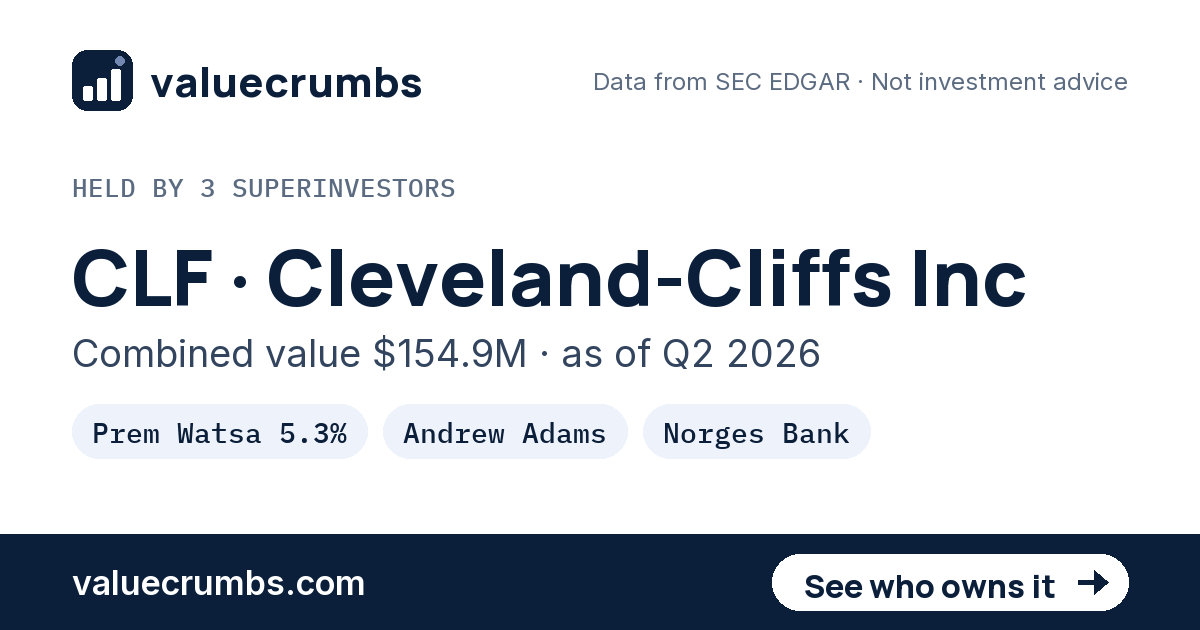 valuecrumbs
Data from SEC EDGAR · Not investment advice
HELD BY 3 SUPERINVESTORS
CLF · Cleveland-Cliffs Inc
Combined value $154.9M · as of Q2 2026
Prem Watsa 5.3% Andrew Adams Norges Bank
valuecrumbs.com
See who owns it →